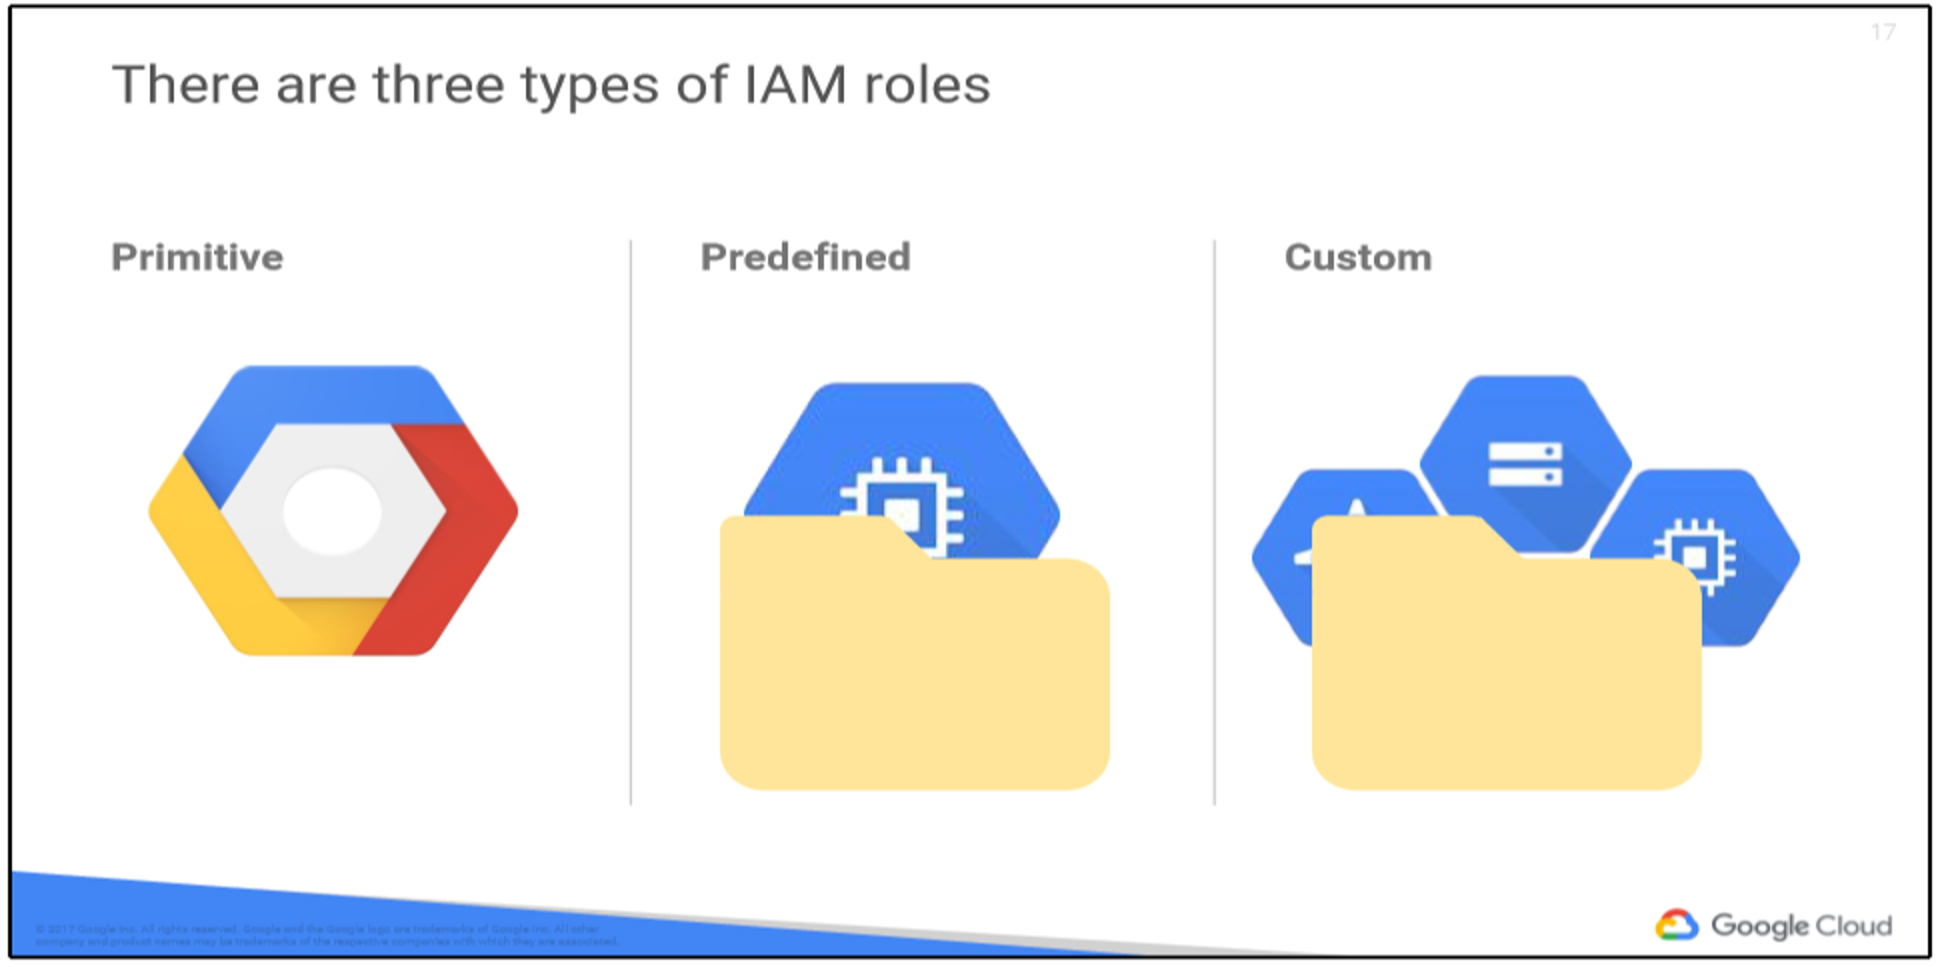 17
There are three types of IAM roles
Primitive
Predefined
Custom
© 2017 Google Inc. All rights reserved. Google and the Google logo are trademarks of Google Inc. All other
company and product names may be trademarks of the respective companies with which they are associated.
Google Cloud